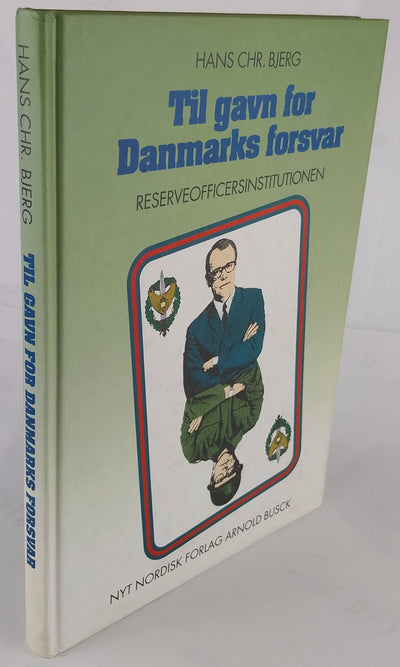 HANS CHR. BJERG
Til gavn for
Danmarks forsvar
RESERVEOFFICERSINSTITUTIONEN
NYT NORDISK FORLAG ARNOLD BUSCK
HANS CHR. BJERG TIL GAVN FOR DANMARKS FORSVAR